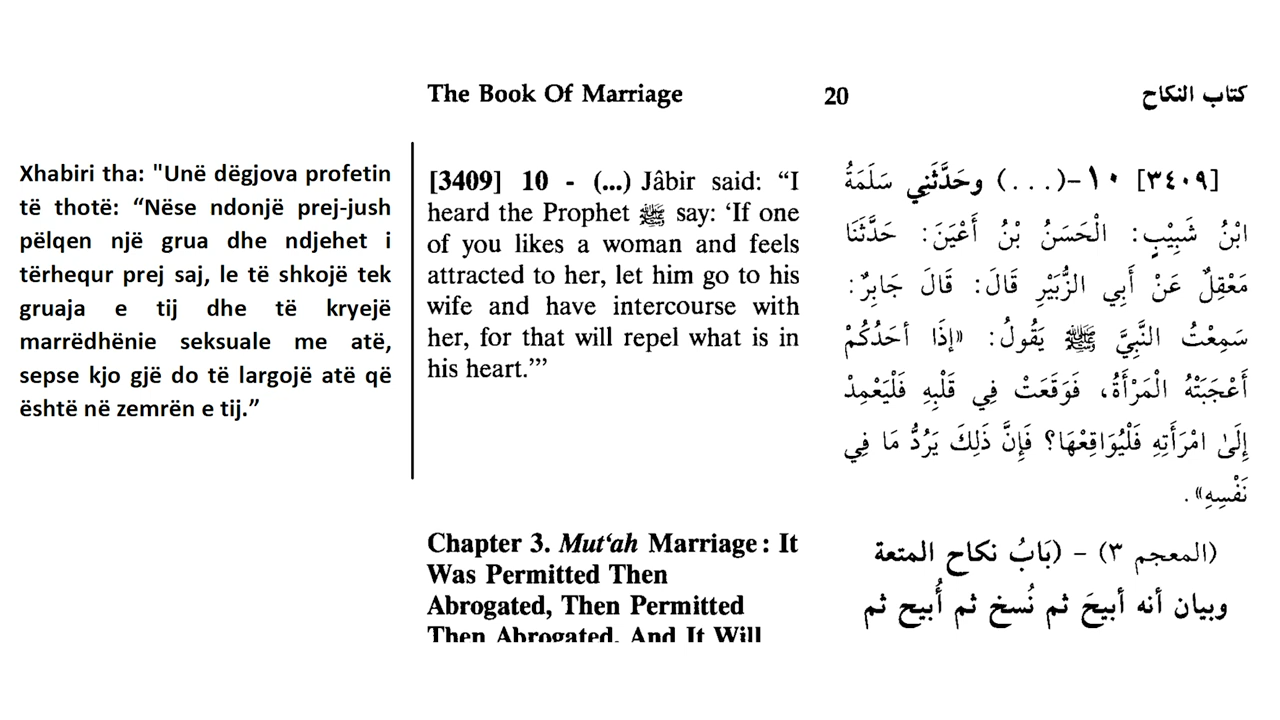 The Book Of Marriage 20 كتاب النكاح
Xhabiri tha: "Unë dëgjova profetin
të thotë: “Nëse ndonjë prej-jush
pëlqen një grua dhe ndjehet i
tërhequr prej saj, le të shkojë tek
gruaja e tij dhe të kryejë
marrëdhënie seksuale me atë,
sepse kjo gjë do të largojë atë që
është në zemrën e tij.”
[3409] 10 - (...) Jâbir said: “I
heard the Prophet ﷺ say: ‘If one
of you likes a woman and feels
attracted to her, let him go to his
wife and have intercourse with
her, for that will repel what is in
his heart.’”
Chapter 3. Mut‘ah Marriage: It
Was Permitted Then
Abrogated, Then Permitted
Then Abrogated, And It Will
[٣٤٠٩] ١٠-(...) وحَدَّثَنِي سَلَمَةُ
ابْنُ شَبِيْبٍ: الْحَسَنُ بْنُ أَعْيَنَ: حَدَّثَنَا
مَعْقِلٌ عَنْ أَبِي الزُّبَيْرِ قَالَ: قَالَ جَابِرٌ:
سَمِعْتُ النَّبِيَّ ﷺ يَقُولُ: «إِذَا أَحَدُكُمْ
أَعْجَبَتْهُ الْمَرْأَةُ، فَوَقَعَتْ فِي قَلْبِهِ فَلْيَعْمِدْ
إِلَىٰ امْرَأَتِهِ فَلْيُوَاقِعْهَا؟ فَإِنَّ ذَلِكَ يَرُدُّ مَا فِي
نَفْسِهِ».
(المعجم ٣) - (بَابُ نكاح المتعة
وبيان أنه أبيحَ ثم نُسخ ثم أُبيح ثم